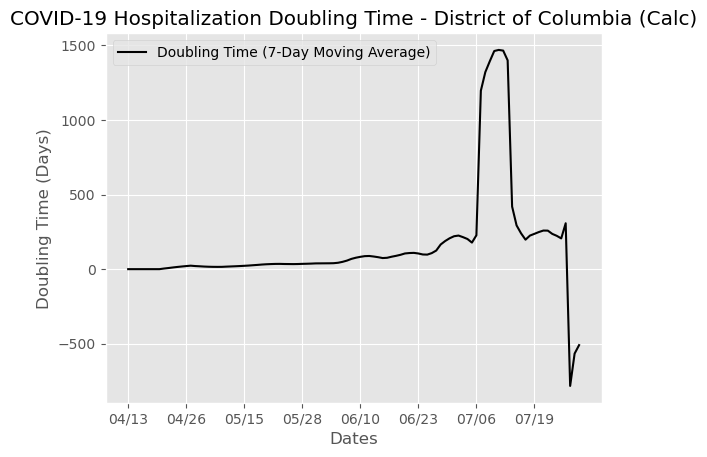 COVID-19 Hospitalization Doubling Time - District of Columbia (Calc)
Doubling Time (7-Day Moving Average)
1500
1000
500
0
−500
Doubling Time (Days)
04/13 04/26 05/15 05/28 06/10 06/23 07/06 07/19
Dates